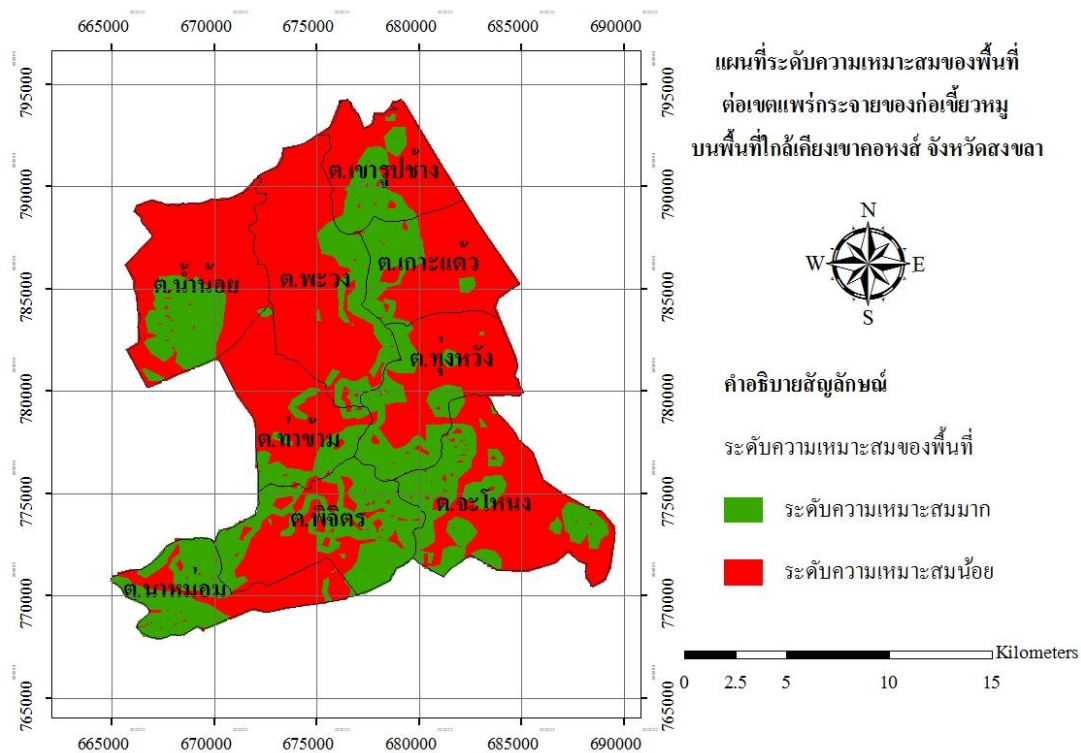 665000 670000 675000 680000 685000 690000
795000 795000
790000 790000
785000 785000
780000 780000
775000 775000
770000 770000
765000 765000
ต.เขารูปช้าง
ต.เกาะแต้ว
ต.พะวง
ต.น้ำน้อย
ต.ทุ่งหวัง
ต.ท่าข้าม
ต.จะโหนง
ต.พิจิตร
ต.นาหม่อม
665000 670000 675000 680000 685000 690000
แผนที่ระดับความเหมาะสมของพื้นที่
ต่อเขตแพร่กระจายของก่อเขี้ยวหมู
บนพื้นที่ใกล้เคียงเขาคอหงส์ จังหวัดสงขลา
N
W E
S
คำอธิบายสัญลักษณ์
ระดับความเหมาะสมของพื้นที่
ระดับความเหมาะสมมาก
ระดับความเหมาะสมน้อย
Kilometers
0 2.5 5 10 15